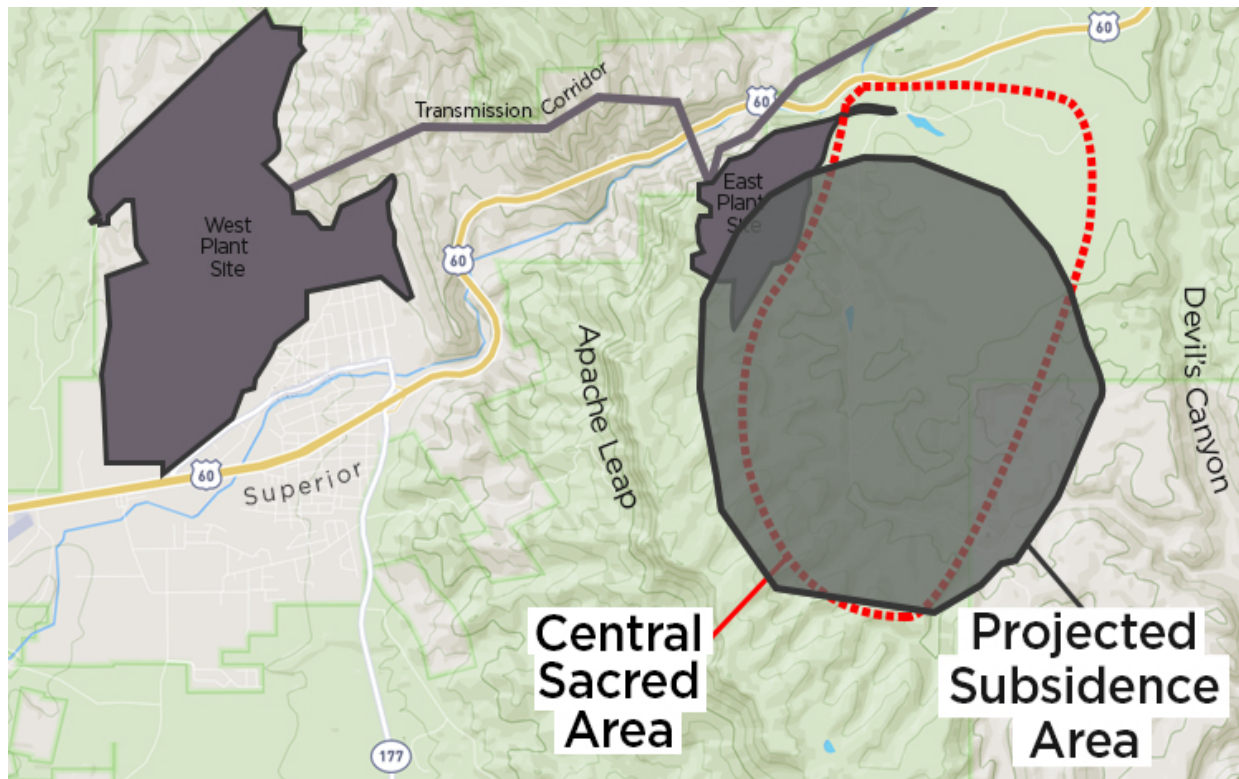 60
Transmission Corridor
60
East
Plant
Site
West
Plant
Site
60
Apache Leap
Devil's Canyon
60
Superior
Central
Sacred
Area
Projected
Subsidence
Area
177